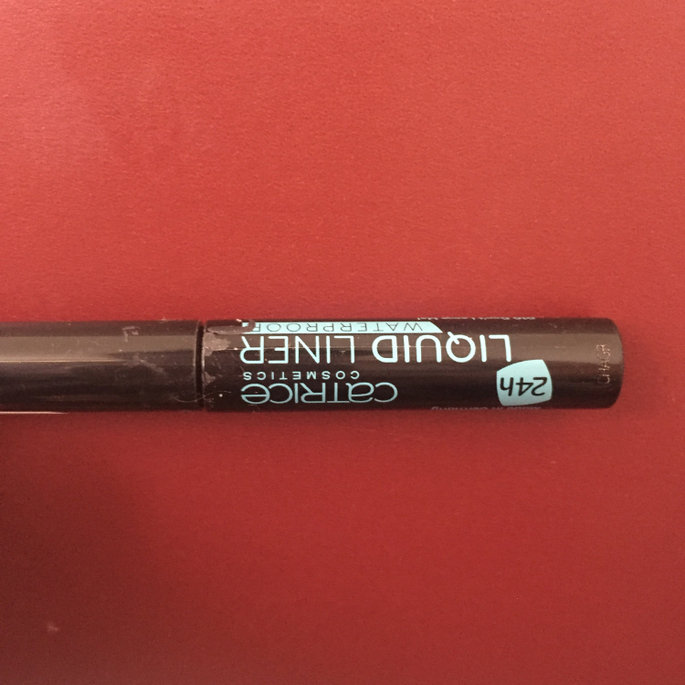 CATRICE
COSMETICS
24h
LIQUID LINER
WATERPROOF